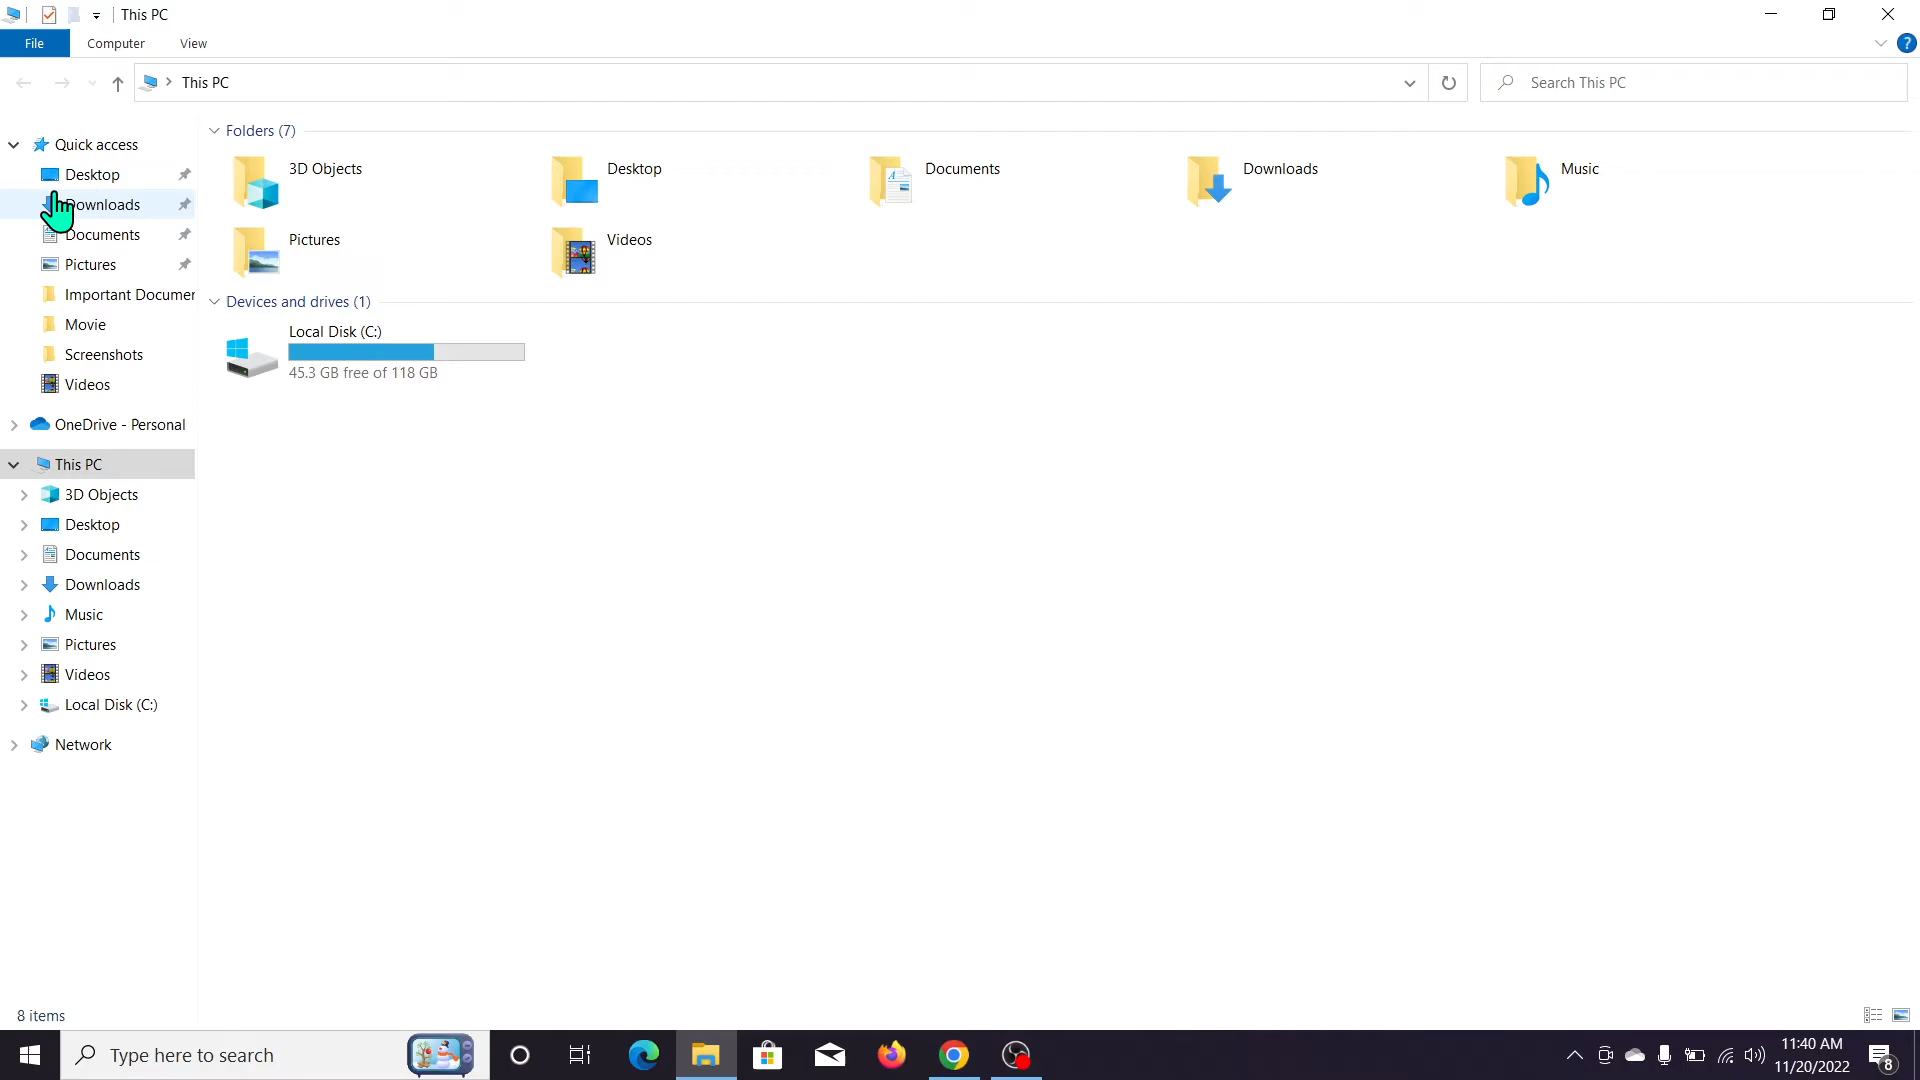 This PC
File
Computer
View
This PC
Search This PC
Quick access
Desktop
Downloads
Documents
Pictures
Important Documen
Movie
Screenshots
Videos
OneDrive - Personal
This PC
3D Objects
Desktop
Documents
Downloads
Music
Pictures
Videos
Local Disk (C:)
Network
Folders (7)
3D Objects
Desktop
Documents
Downloads
Music
Pictures
Videos
Devices and drives (1)
Local Disk (C:)
45.3 GB free of 118 GB
8 items
Type here to search
11:40 AM
11/20/2022
8